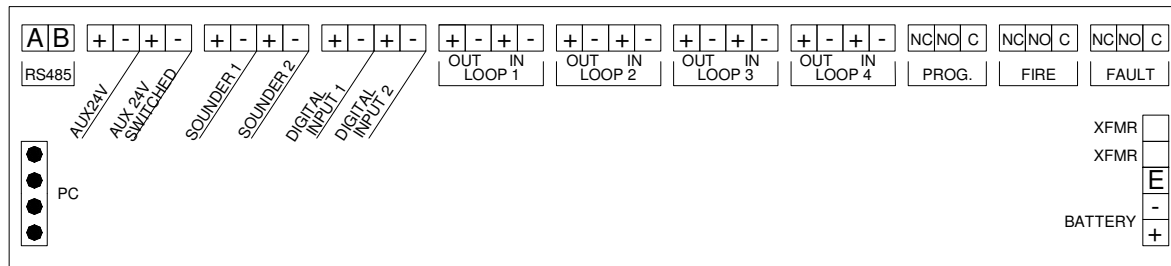 A B + - + - + - + - + - + - + - + - + - + - + - + - + - + - NC NO C NC NO C NC NO C
OUT IN OUT IN OUT IN OUT IN
RS485 LOOP 1 LOOP 2 LOOP 3 LOOP 4 PROG. FIRE FAULT
AUX24V
AUX 24V
SWITCHED
SOUNDER 1
SOUNDER 2
DIGITAL
INPUT 1
DIGITAL
INPUT 2
XFMR
XFMR
E
PC
-
BATTERY
+